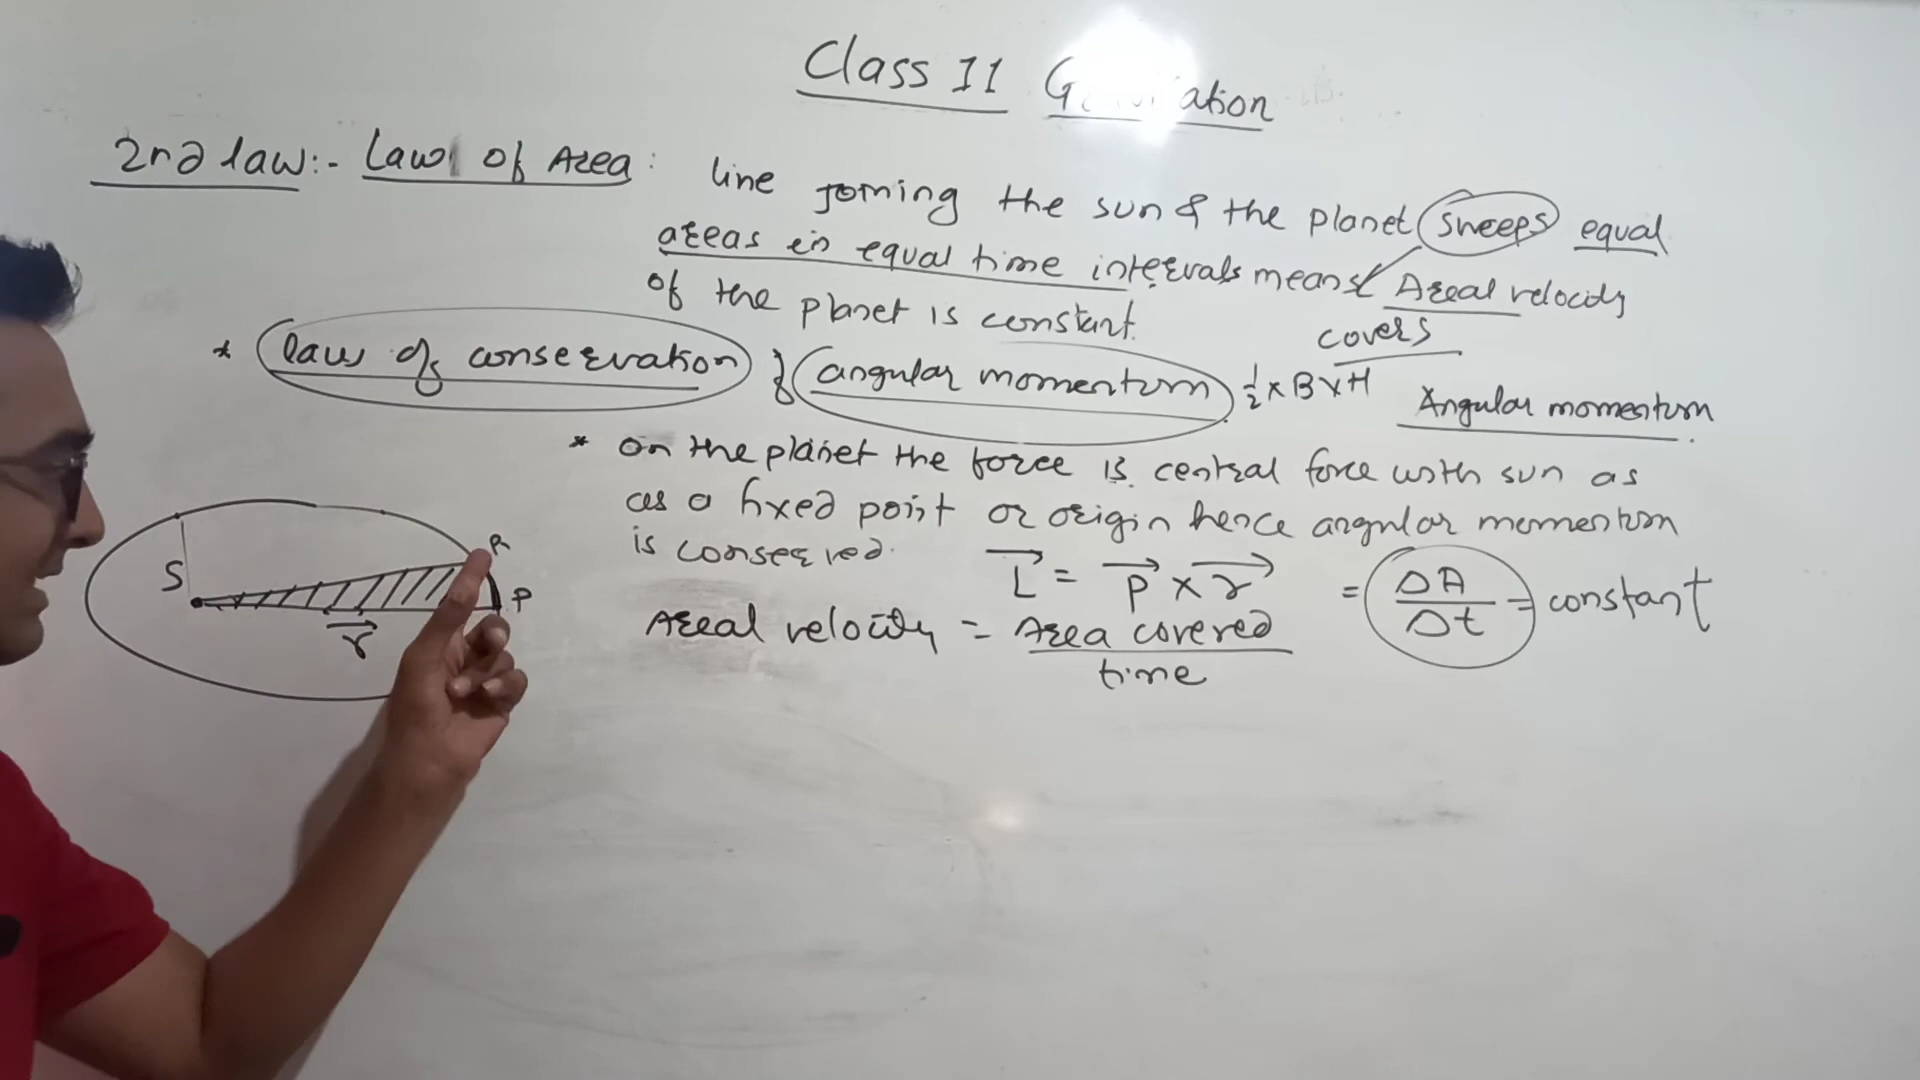 Class 11 Gravitation
2nd law:- Law of Area: line joining the sun & the planet sweeps equal
areas in equal time intervals means Areal velocity
of the planet is constant.
covers
* law of conservation of angular momentum 1/2 x B x H Angular momentum
* on the planet the force is central force with sun as
as a fixed point or origin hence angular momentum
is conserved.
L = P x r
Areal velocity = Area covered / time = ΔA / Δt = constant
S
P
r